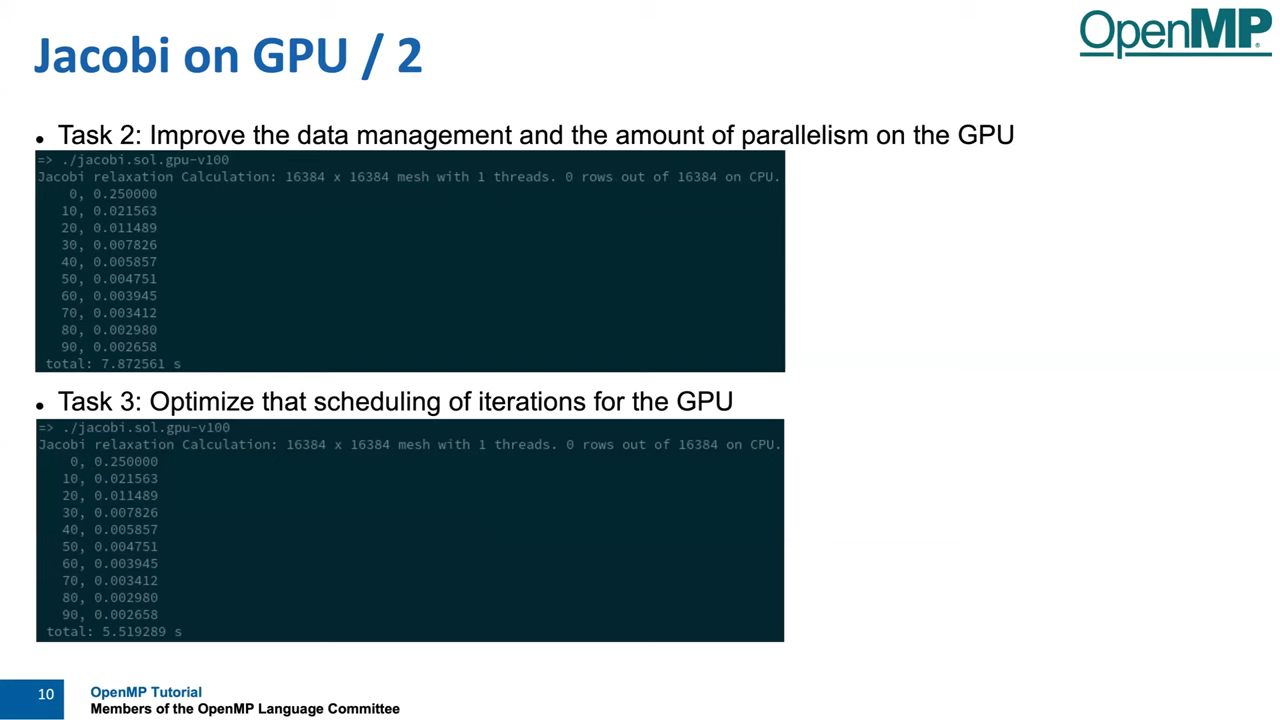 Jacobi on GPU / 2
OpenMP
• Task 2: Improve the data management and the amount of parallelism on the GPU
=> ./jacobi.sol.gpu-v100
Jacobi relaxation Calculation: 16384 x 16384 mesh with 1 threads. 0 rows out of 16384 on CPU.
0, 0.250000
10, 0.021563
20, 0.011489
30, 0.007826
40, 0.005857
50, 0.004751
60, 0.003945
70, 0.003412
80, 0.002980
90, 0.002658
total: 7.872561 s
• Task 3: Optimize that scheduling of iterations for the GPU
=> ./jacobi.sol.gpu-v100
Jacobi relaxation Calculation: 16384 x 16384 mesh with 1 threads. 0 rows out of 16384 on CPU.
0, 0.250000
10, 0.021563
20, 0.011489
30, 0.007826
40, 0.005857
50, 0.004751
60, 0.003945
70, 0.003412
80, 0.002980
90, 0.002658
total: 5.519289 s
10
OpenMP Tutorial
Members of the OpenMP Language Committee